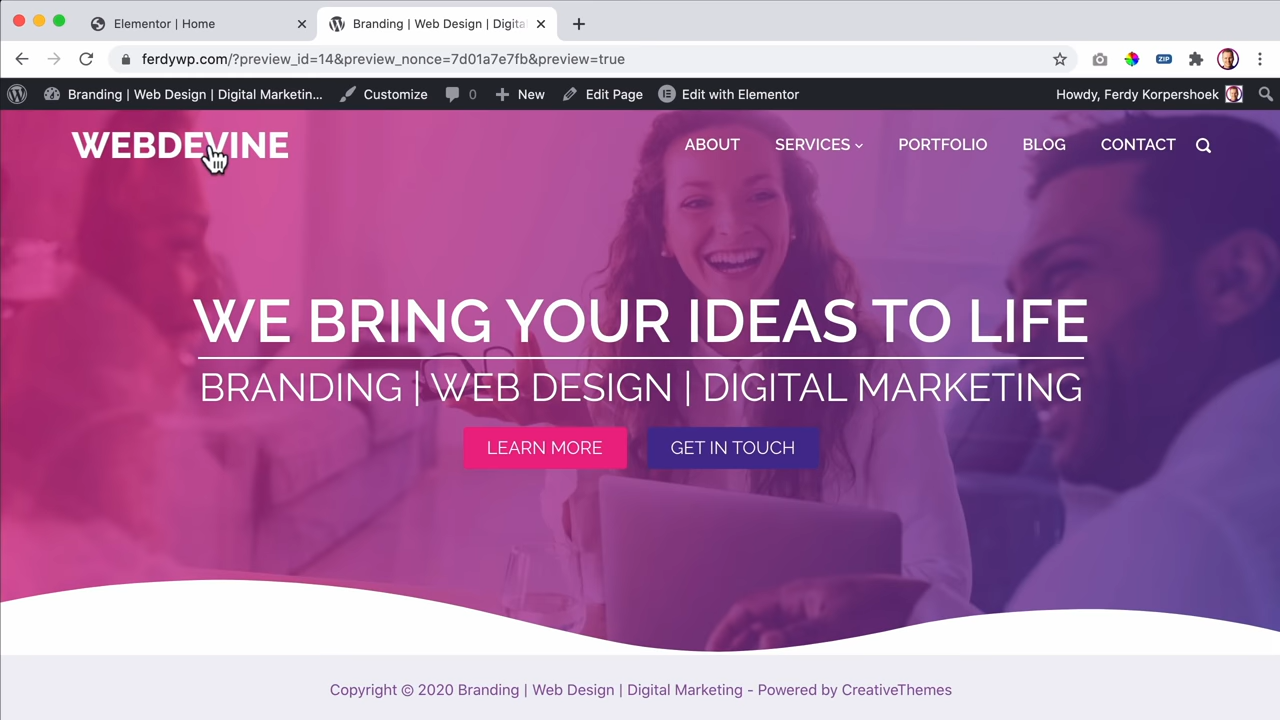 Elementor | Home
Branding | Web Design | Digita
ferdywp.com/?preview_id=14&preview_nonce=7d01a7e7fb&preview=true
ZIP
Branding | Web Design | Digital Marketin... Customize 0 New Edit Page Edit with Elementor Howdy, Ferdy Korpershoek
WEBDEVINE ABOUT SERVICES PORTFOLIO BLOG CONTACT
WE BRING YOUR IDEAS TO LIFE
BRANDING | WEB DESIGN | DIGITAL MARKETING
LEARN MORE GET IN TOUCH
Copyright © 2020 Branding | Web Design | Digital Marketing - Powered by CreativeThemes